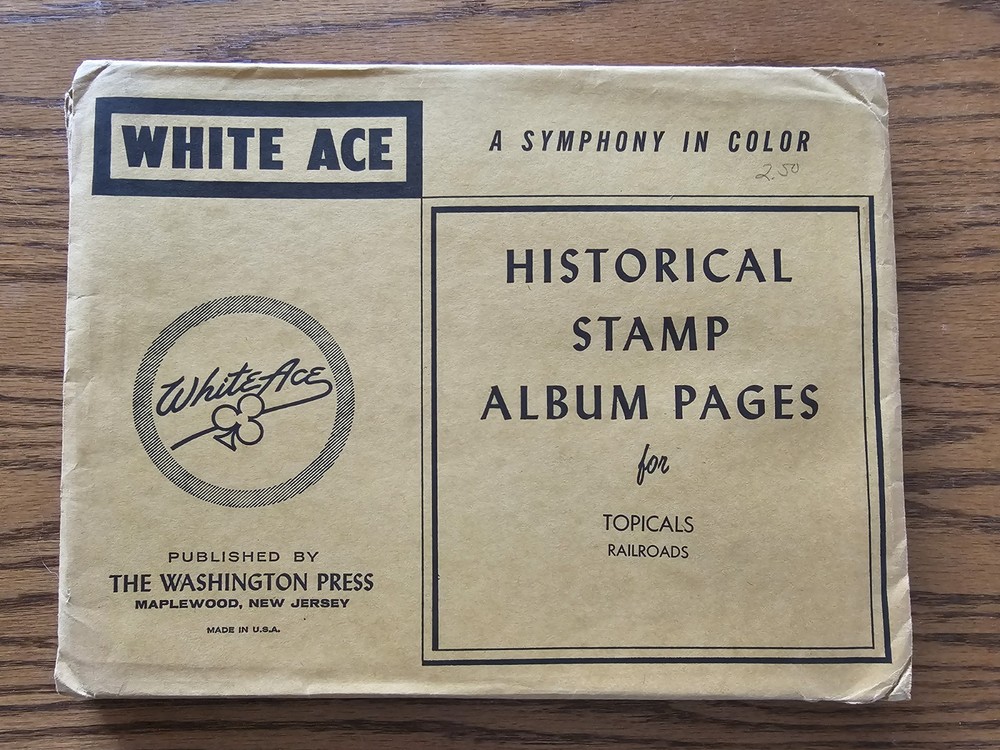 WHITE ACE
A SYMPHONY IN COLOR
2.50
HISTORICAL
STAMP
ALBUM PAGES
for
TOPICALS
RAILROADS
White Ace
PUBLISHED BY
THE WASHINGTON PRESS
MAPLEWOOD, NEW JERSEY
MADE IN U.S.A.